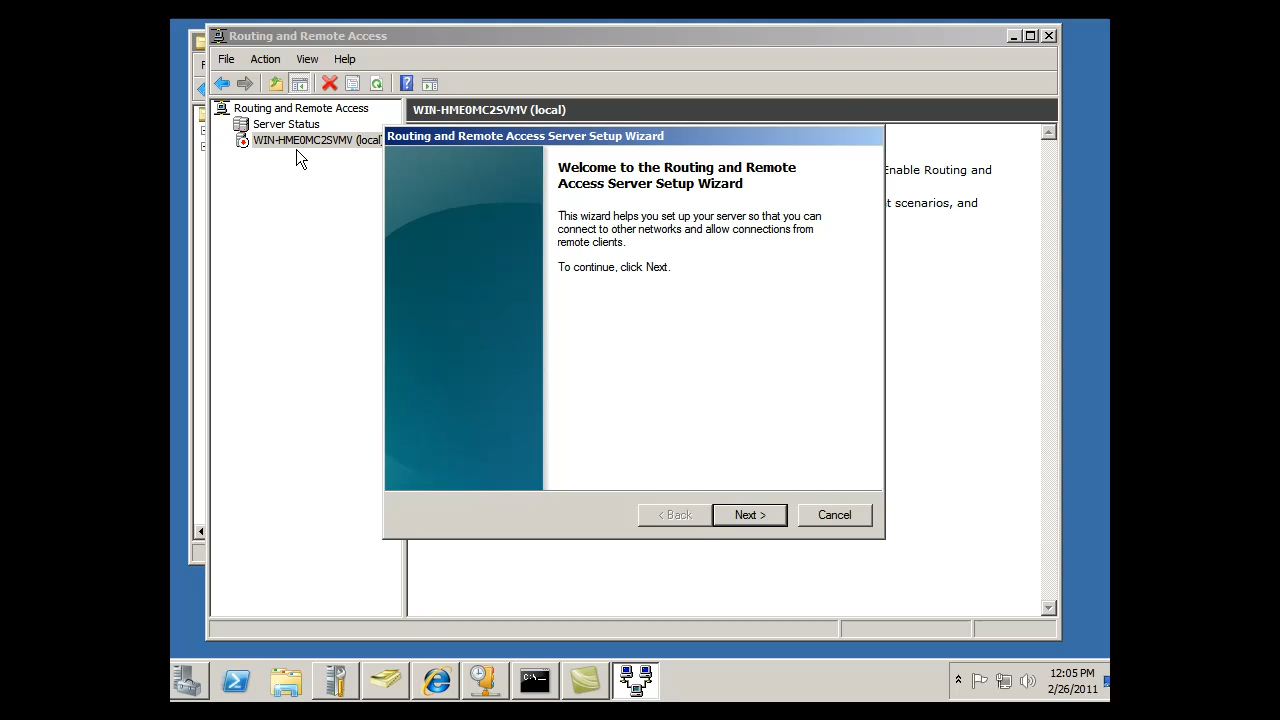 Routing and Remote Access
File Action View Help
Routing and Remote Access
Server Status
WIN-HME0MC2SVMV (local)
WIN-HME0MC2SVMV (local)
Enable Routing and
scenarios, and
Routing and Remote Access Server Setup Wizard
Welcome to the Routing and Remote
Access Server Setup Wizard
This wizard helps you set up your server so that you can
connect to other networks and allow connections from
remote clients.
To continue, click Next.
< Back Next > Cancel
12:05 PM
2/26/2011